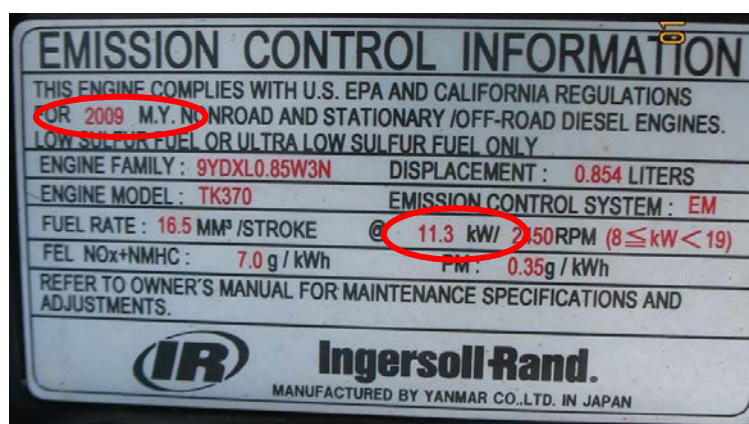 EMISSION CONTROL INFORMATION
THIS ENGINE COMPLIES WITH U.S. EPA AND CALIFORNIA REGULATIONS
FOR 2009 M.Y. NONROAD AND STATIONARY /OFF-ROAD DIESEL ENGINES.
LOW SULFUR FUEL OR ULTRA LOW SULFUR FUEL ONLY
ENGINE FAMILY : 9YDXL0.85W3N DISPLACEMENT : 0.854 LITERS
ENGINE MODEL : TK370 EMISSION CONTROL SYSTEM : EM
FUEL RATE : 16.5 MM³ /STROKE @ 11.3 kW/ 2450RPM (8≦kW<19)
FEL NOx+NMHC : 7.0 g / kWh PM : 0.35g / kWh
REFER TO OWNER'S MANUAL FOR MAINTENANCE SPECIFICATIONS AND
ADJUSTMENTS.
IR Ingersoll Rand.
MANUFACTURED BY YANMAR CO.,LTD. IN JAPAN